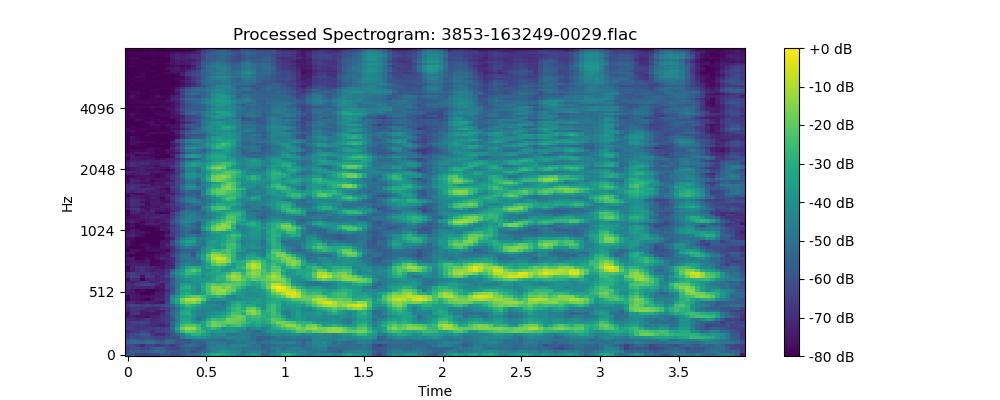 Processed Spectrogram: 3853-163249-0029.flac
Hz
4096
2048
1024
512
0
0 0.5 1 1.5 2 2.5 3 3.5
Time
+0 dB
-10 dB
-20 dB
-30 dB
-40 dB
-50 dB
-60 dB
-70 dB
-80 dB